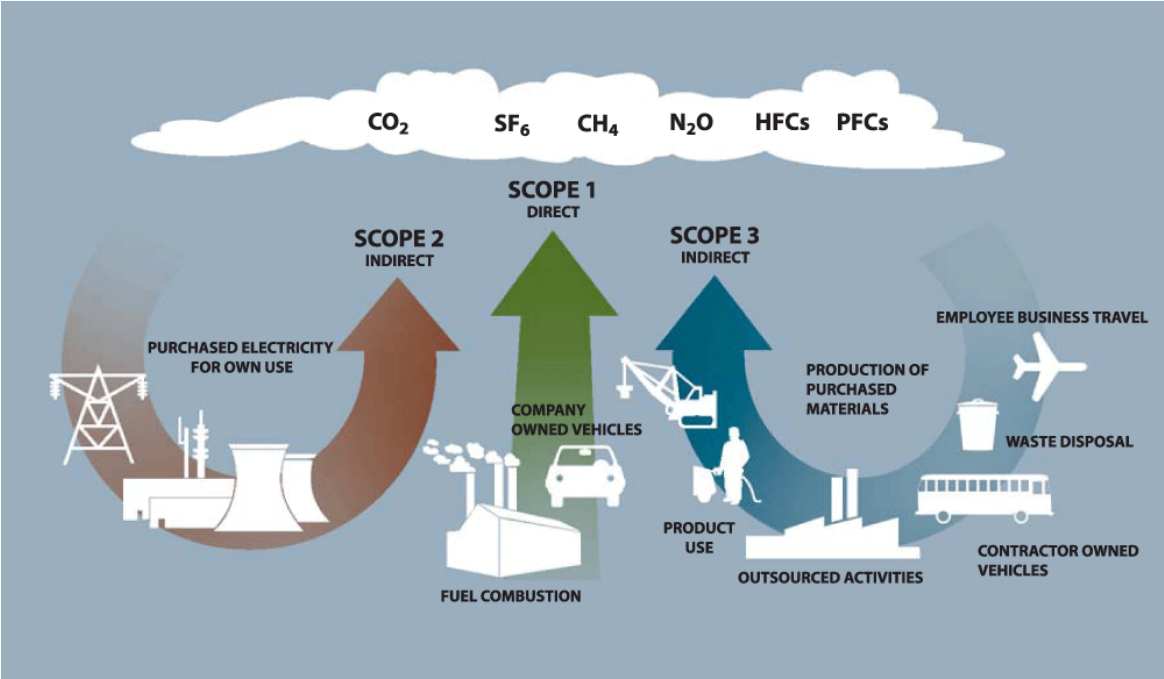 CO₂ SF₆ CH₄ N₂O HFCs PFCs
SCOPE 1
DIRECT
SCOPE 2
INDIRECT
SCOPE 3
INDIRECT
PURCHASED ELECTRICITY
FOR OWN USE
COMPANY
OWNED VEHICLES
FUEL COMBUSTION
PRODUCT
USE
OUTSOURCED ACTIVITIES
PRODUCTION OF
PURCHASED
MATERIALS
EMPLOYEE BUSINESS TRAVEL
WASTE DISPOSAL
CONTRACTOR OWNED
VEHICLES